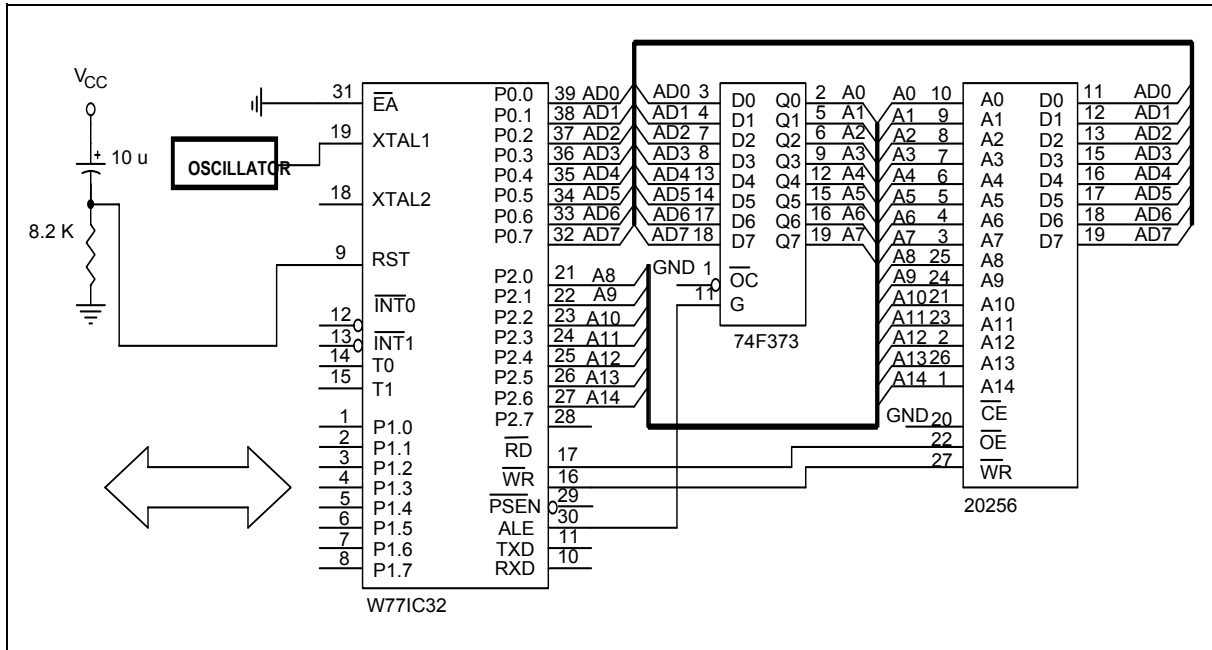 VCC
10 u
8.2 K
OSCILLATOR
31 EA
19 XTAL1
18 XTAL2
9 RST
12 INT0
13 INT1
14 T0
15 T1
1 P1.0
2 P1.1
3 P1.2
4 P1.3
5 P1.4
6 P1.5
7 P1.6
8 P1.7
P0.0 39 AD0
P0.1 38 AD1
P0.2 37 AD2
P0.3 36 AD3
P0.4 35 AD4
P0.5 34 AD5
P0.6 33 AD6
P0.7 32 AD7
P2.0 21 A8
P2.1 22 A9
P2.2 23 A10
P2.3 24 A11
P2.4 25 A12
P2.5 26 A13
P2.6 27 A14
P2.7 28
RD 17
WR 16
PSEN 29
ALE 30
TXD 11
RXD 10
W77IC32
AD0 3 D0 Q0 2 A0
AD1 4 D1 Q1 5 A1
AD2 7 D2 Q2 6 A2
AD3 8 D3 Q3 9 A3
AD4 13 D4 Q4 12 A4
AD5 14 D5 Q5 15 A5
AD6 17 D6 Q6 16 A6
AD7 18 D7 Q7 19 A7
GND 1 OC
11 G
74F373
A0 10 A0 D0 11 AD0
A1 9 A1 D1 12 AD1
A2 8 A2 D2 13 AD2
A3 7 A3 D3 15 AD3
A4 6 A4 D4 16 AD4
A5 5 A5 D5 17 AD5
A6 4 A6 D6 18 AD6
A7 3 A7 D7 19 AD7
A8 25 A8
A9 24 A9
A10 21 A10
A11 23 A11
A12 2 A12
A13 26 A13
A14 1 A14
GND 20 CE
22 OE
27 WR
20256